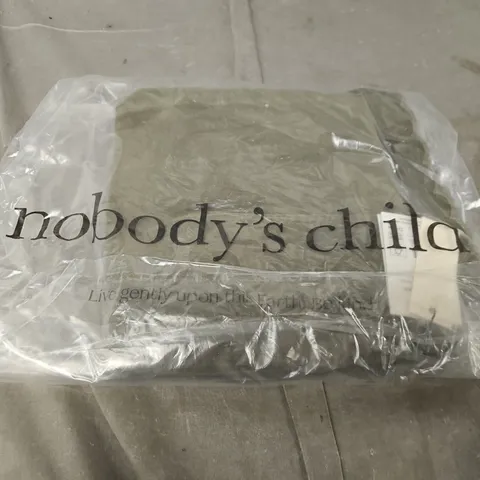 nobody's child
Live gently upon this Earth